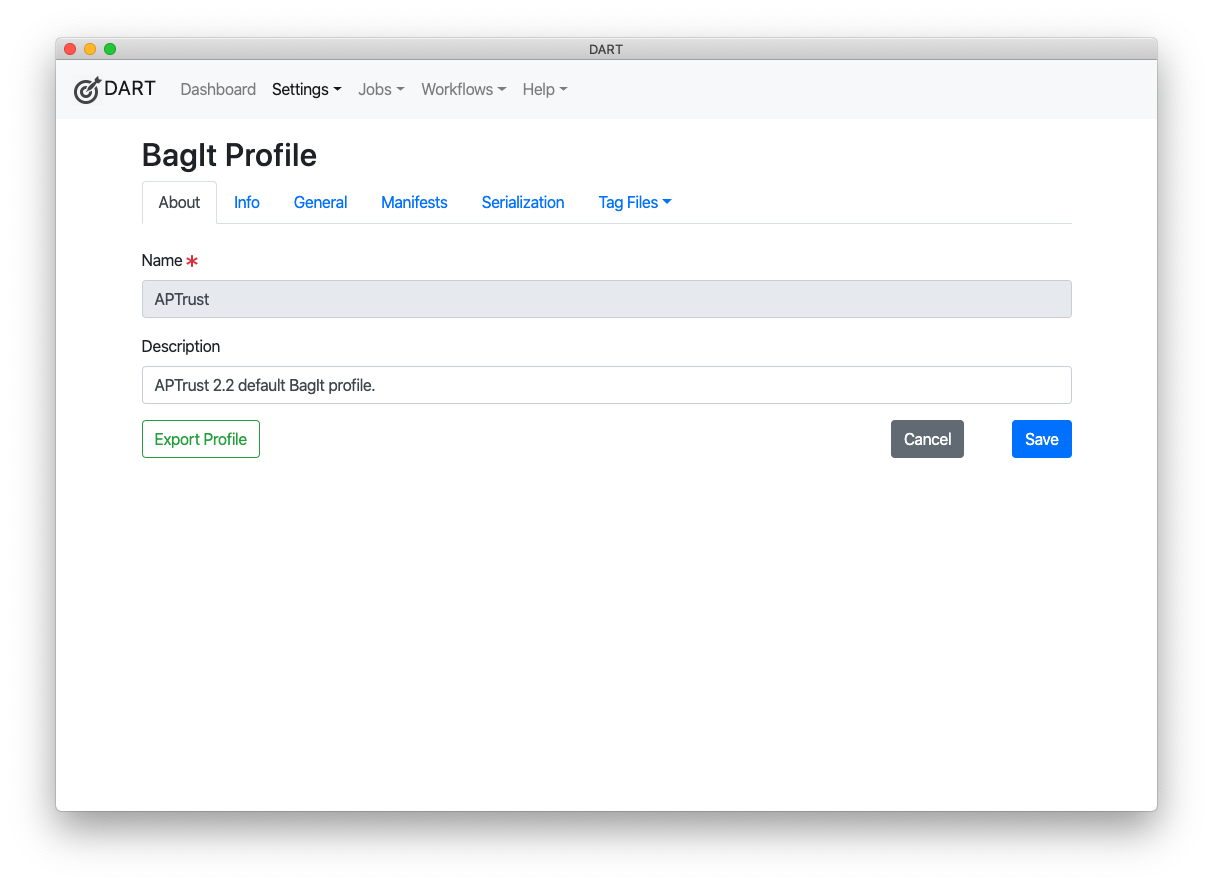 DART
DART Dashboard Settings Jobs Workflows Help
BagIt Profile
About Info General Manifests Serialization Tag Files
Name *
APTrust
Description
APTrust 2.2 default BagIt profile.
Export Profile Cancel Save